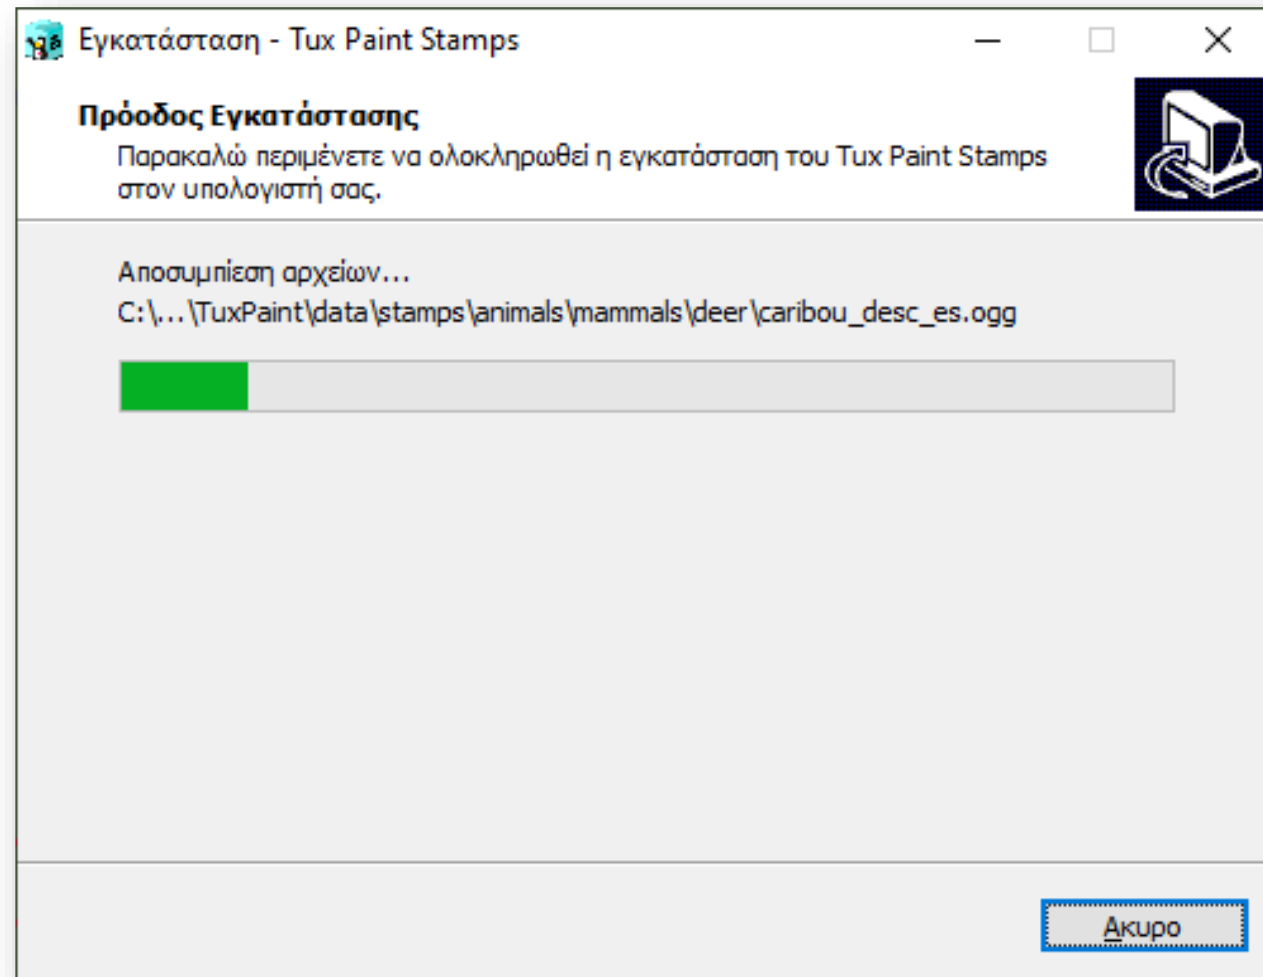 Εγκατάσταση - Tux Paint Stamps
Πρόοδος Εγκατάστασης
Παρακαλώ περιμένετε να ολοκληρωθεί η εγκατάσταση του Tux Paint Stamps
στον υπολογιστή σας.
Αποσυμπίεση αρχείων...
C:\...\TuxPaint\data\stamps\animals\mammals\deer\caribou_desc_es.ogg
Ακυρο